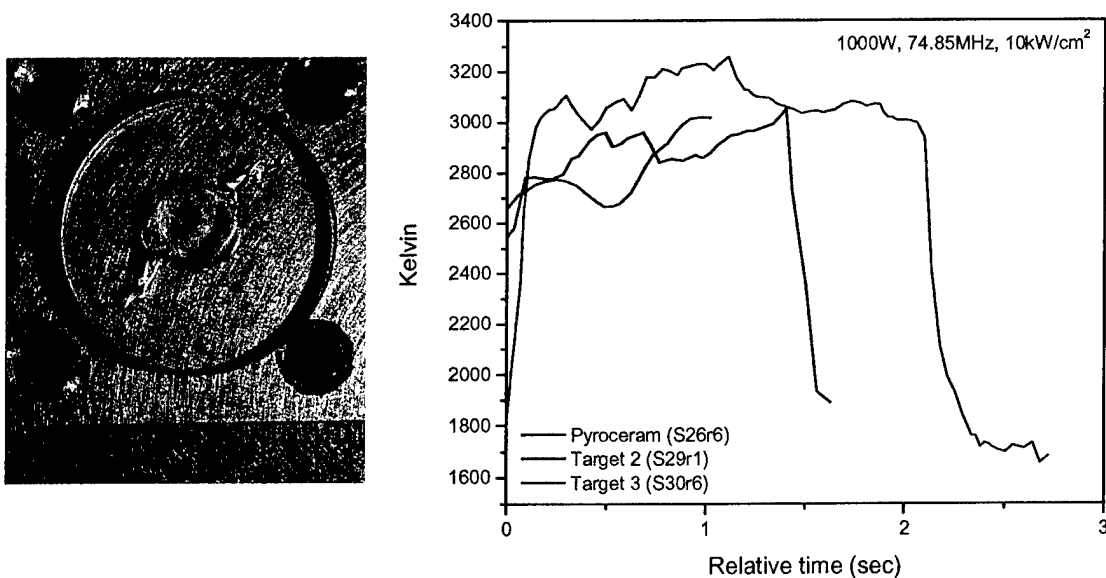 3400
3200
3000
2800
2600
2400
2200
2000
1800
1600
Kelvin
1000W, 74.85MHz, 10kW/cm²
Pyroceram (S26r6)
Target 2 (S29r1)
Target 3 (S30r6)
0
1
2
3
Relative time (sec)